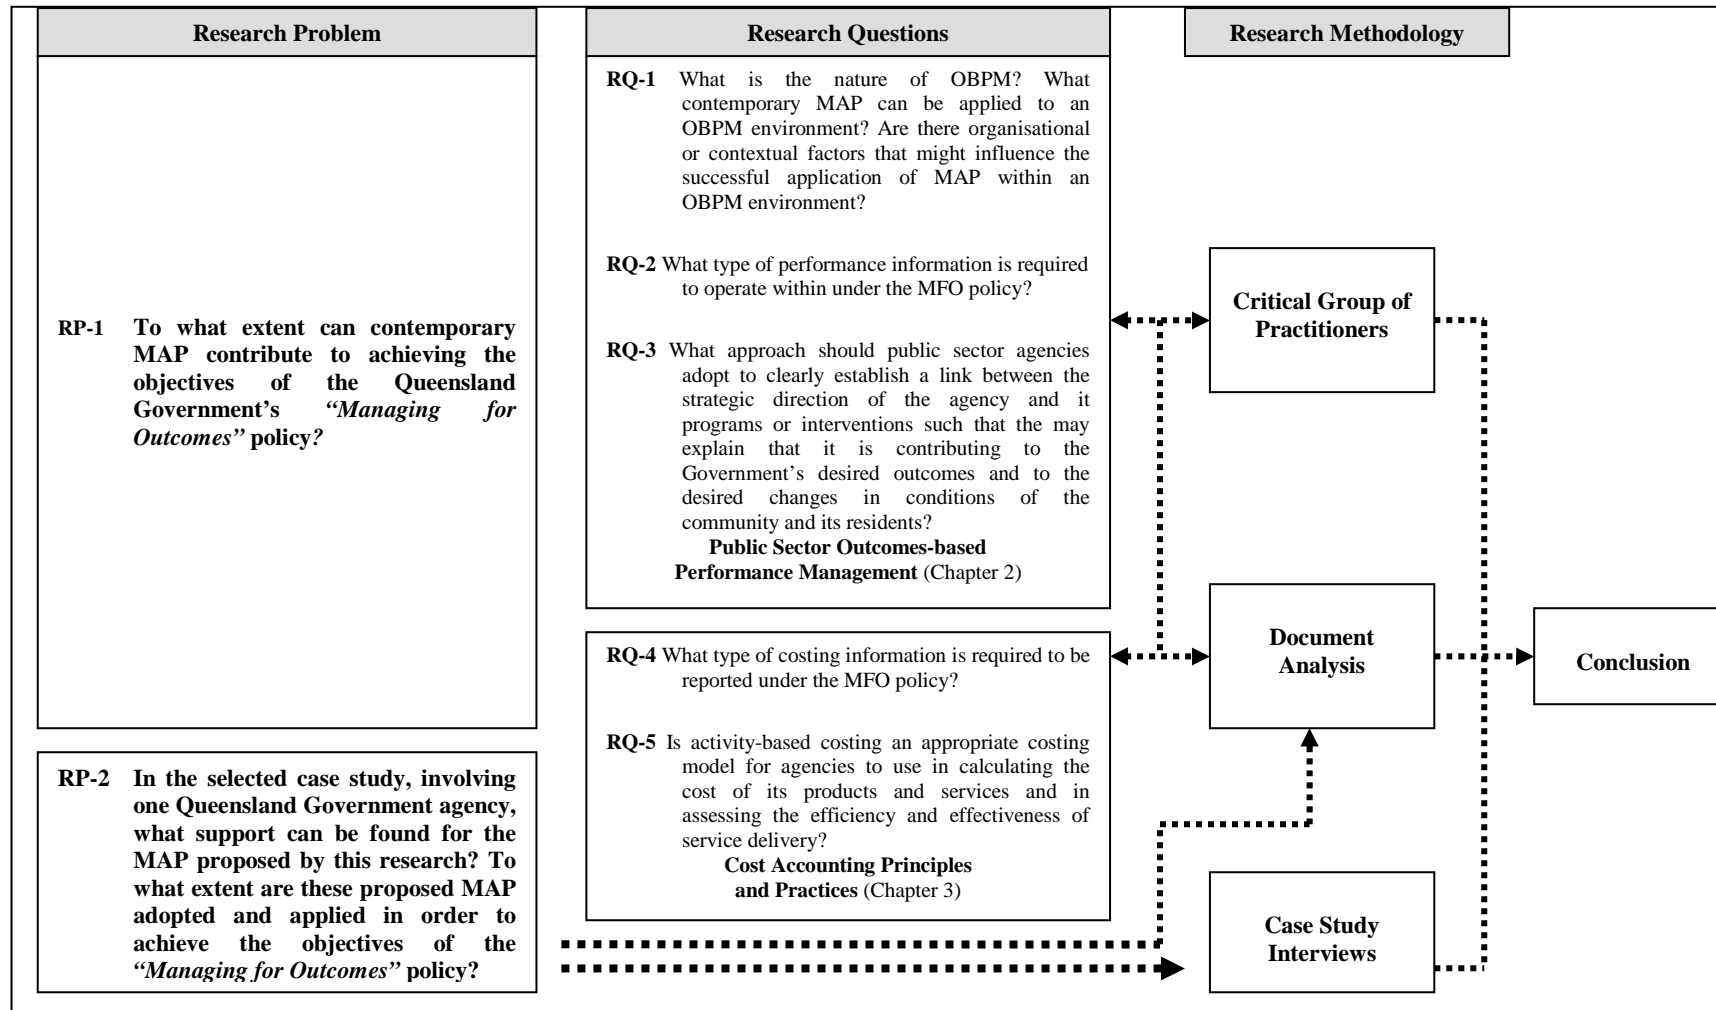 Research Problem
RP-1 To what extent can contemporary
MAP contribute to achieving the
objectives of the Queensland
Government's “Managing for
Outcomes” policy?
RP-2 In the selected case study, involving
one Queensland Government agency,
what support can be found for the
MAP proposed by this research? To
what extent are these proposed MAP
adopted and applied in order to
achieve the objectives of the
“Managing for Outcomes” policy?
Research Questions
RQ-1 What is the nature of OBPM? What
contemporary MAP can be applied to an
OBPM environment? Are there organisational
or contextual factors that might influence the
successful application of MAP within an
OBPM environment?
RQ-2 What type of performance information is required
to operate within under the MFO policy?
RQ-3 What approach should public sector agencies
adopt to clearly establish a link between the
strategic direction of the agency and it
programs or interventions such that the may
explain that it is contributing to the
Government's desired outcomes and to the
desired changes in conditions of the
community and its residents?
Public Sector Outcomes-based
Performance Management (Chapter 2)
RQ-4 What type of costing information is required to be
reported under the MFO policy?
RQ-5 Is activity-based costing an appropriate costing
model for agencies to use in calculating the
cost of its products and services and in
assessing the efficiency and effectiveness of
service delivery?
Cost Accounting Principles
and Practices (Chapter 3)
Research Methodology
Critical Group of
Practitioners
Document
Analysis
Case Study
Interviews
Conclusion